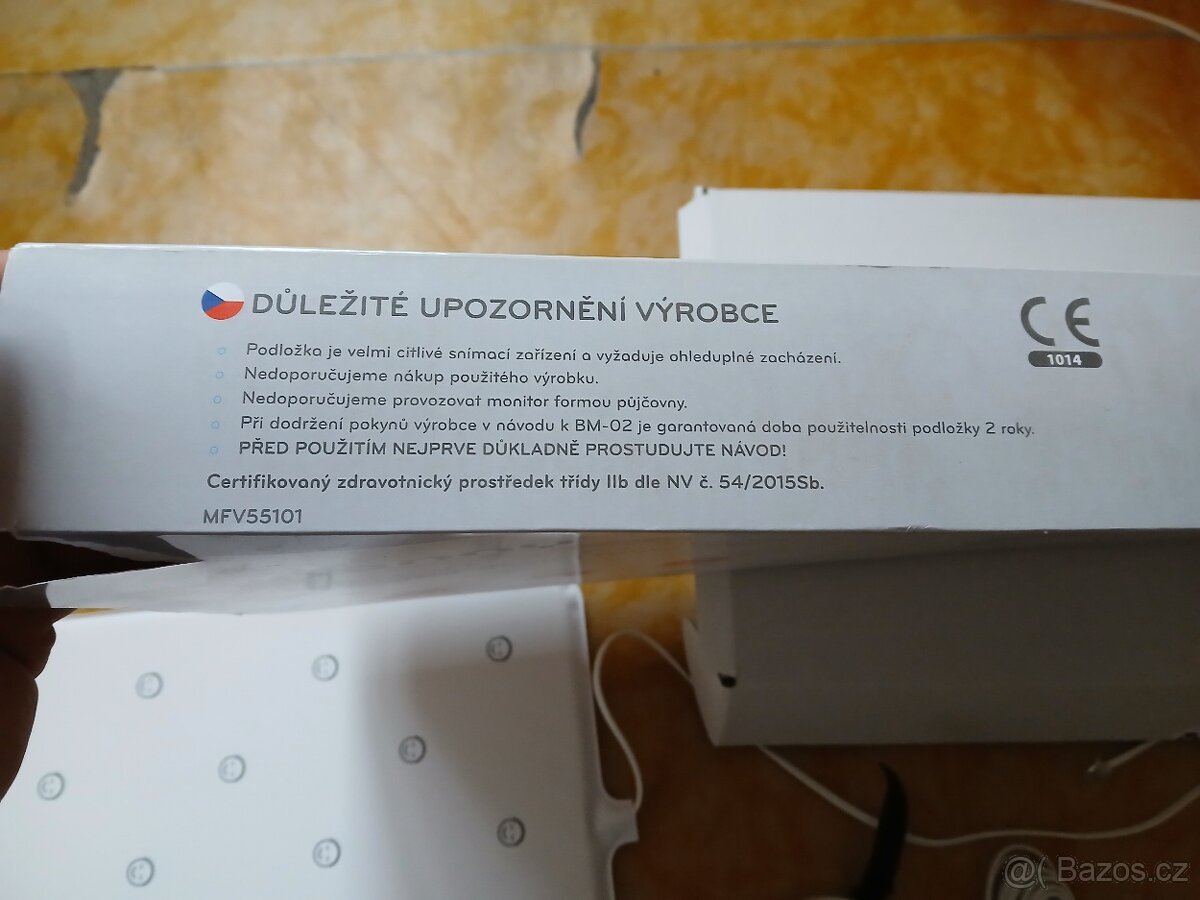 DŮLEŽITÉ UPOZORNĚNÍ VÝROBCE
Podložka je velmi citlivé snímací zařízení a vyžaduje ohleduplné zacházení.
Nedoporučujeme nákup použitého výrobku.
Nedoporučujeme provozovat monitor formou půjčovny.
Při dodržení pokynů výrobce v návodu k BM-02 je garantovaná doba použitelnosti podložky 2 roky.
PŘED POUŽITÍM NEJPRVE DŮKLADNĚ PROSTUDUJTE NÁVOD!
Certifikovaný zdravotnický prostředek třídy IIb dle NV č. 54/2015Sb.
MFV55101
CE
1014
@( Bazos.cz